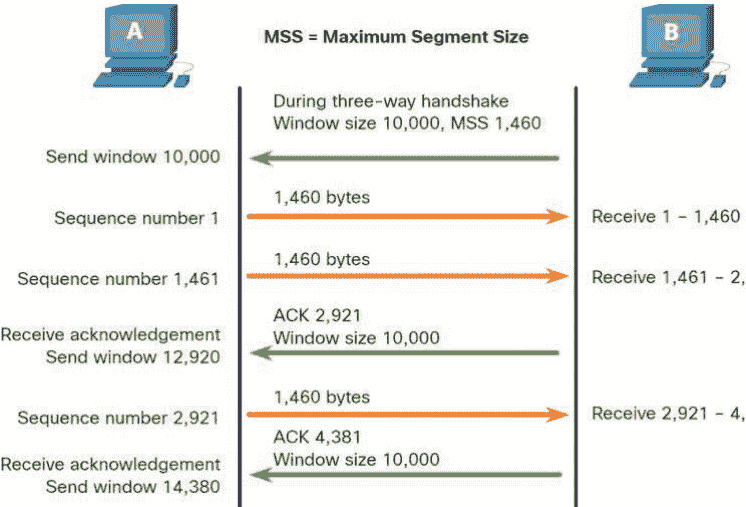 A
MSS = Maximum Segment Size
B
During three-way handshake
Window size 10,000, MSS 1,460
Send window 10,000
1,460 bytes
Sequence number 1
Receive 1 – 1,460
1,460 bytes
Sequence number 1,461
Receive 1,461 – 2,
ACK 2,921
Window size 10,000
Receive acknowledgement
Send window 12,920
1,460 bytes
Sequence number 2,921
Receive 2,921 – 4,
ACK 4,381
Window size 10,000
Receive acknowledgement
Send window 14,380